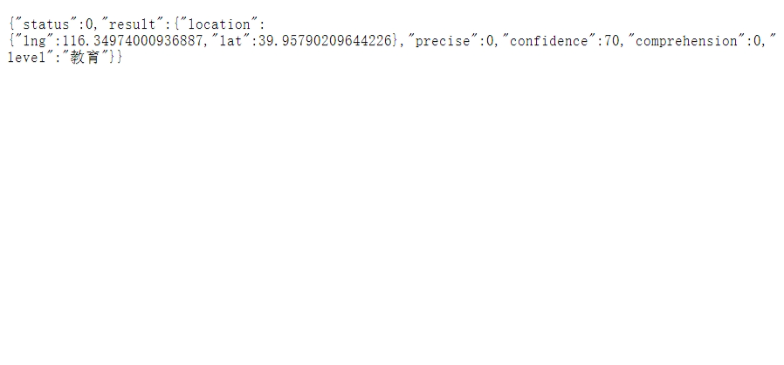 {"status":0,"result":{"location":
{"lng":116.34974000936887,"lat":39.95790209644226},"precise":0,"confidence":70,"comprehension":0,"
level":"教育"}}